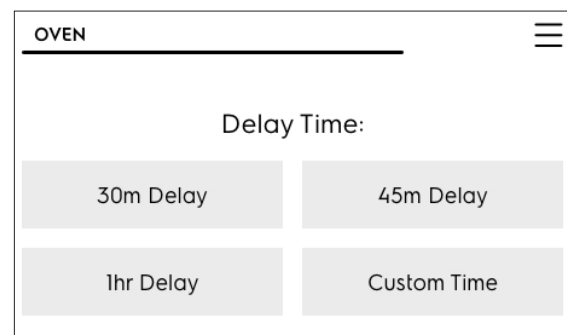 OVEN
Delay Time:
30m Delay
45m Delay
1hr Delay
Custom Time